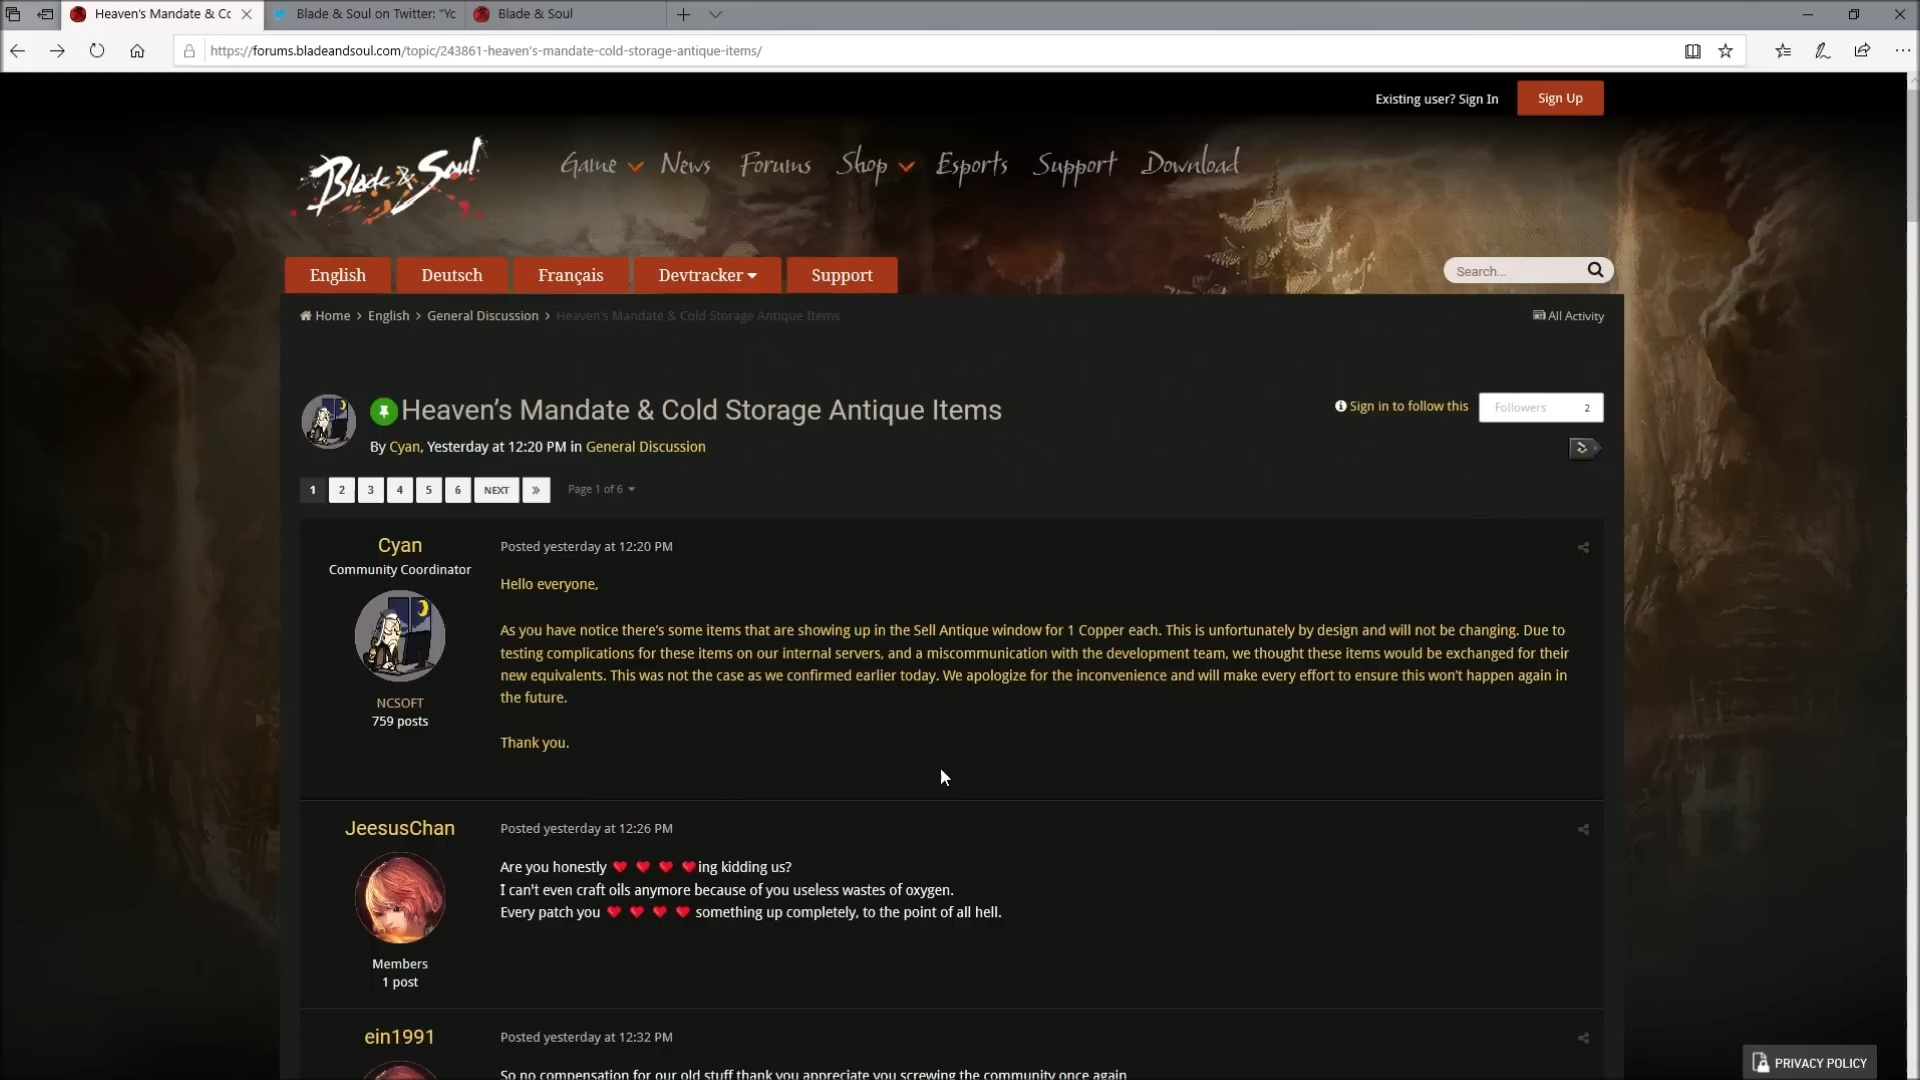 Heaven's Mandate & Cc
Blade & Soul on Twitter: "Yc
Blade & Soul
https://forums.bladeandsoul.com/topic/243861-heaven's-mandate-cold-storage-antique-items/
Existing user? Sign In
Sign Up
Blade & Soul
Game
News
Forums
Shop
Esports
Support
Download
English
Deutsch
Français
Devtracker
Support
Search...
Home > English > General Discussion > Heaven's Mandate & Cold Storage Antique Items
All Activity
Heaven's Mandate & Cold Storage Antique Items
Sign in to follow this
Followers 2
By Cyan, Yesterday at 12:20 PM in General Discussion
1 2 3 4 5 6 NEXT » Page 1 of 6
Cyan
Community Coordinator
NCSOFT
759 posts
Posted yesterday at 12:20 PM
Hello everyone,
As you have notice there's some items that are showing up in the Sell Antique window for 1 Copper each. This is unfortunately by design and will not be changing. Due to
testing complications for these items on our internal servers, and a miscommunication with the development team, we thought these items would be exchanged for their
new equivalents. This was not the case as we confirmed earlier today. We apologize for the inconvenience and will make every effort to ensure this won't happen again in
the future.
Thank you.
JeesusChan
Members
1 post
Posted yesterday at 12:26 PM
Are you honestly ❤ ❤ ❤ ❤ing kidding us?
I can't even craft oils anymore because of you useless wastes of oxygen.
Every patch you ❤ ❤ ❤ ❤ something up completely, to the point of all hell.
ein1991
Posted yesterday at 12:32 PM
So no compensation for our old stuff thank you appreciate you screwing the community once again
PRIVACY POLICY